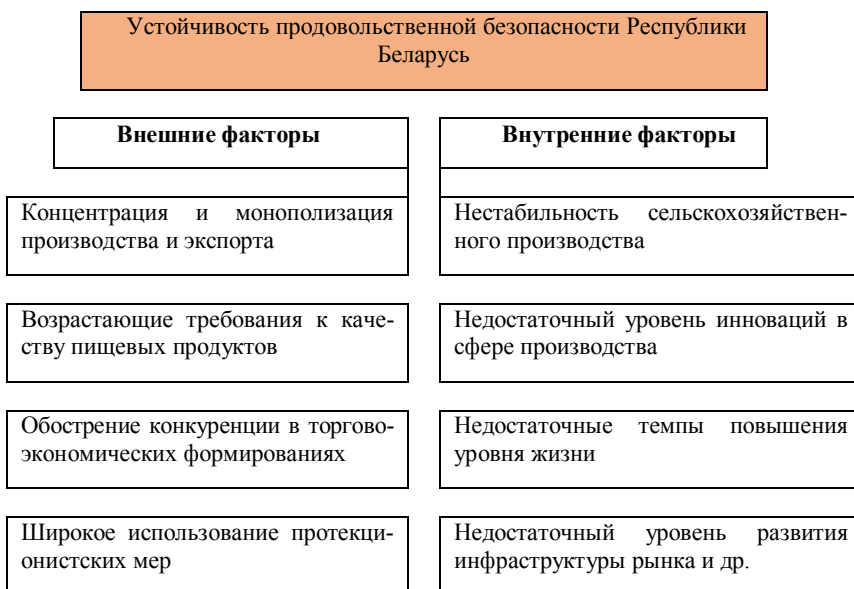 Устойчивость продовольственной безопасности Республики
Беларусь
Внешние факторы
Внутренние факторы
Концентрация и монополизация
производства и экспорта
Нестабильность сельскохозяйствен-
ного производства
Возрастающие требования к каче-
ству пищевых продуктов
Недостаточный уровень инноваций в
сфере производства
Обострение конкуренции в торгово-
экономических формированиях
Недостаточные темпы повышения
уровня жизни
Широкое использование протекци-
онистских мер
Недостаточный уровень развития
инфраструктуры рынка и др.